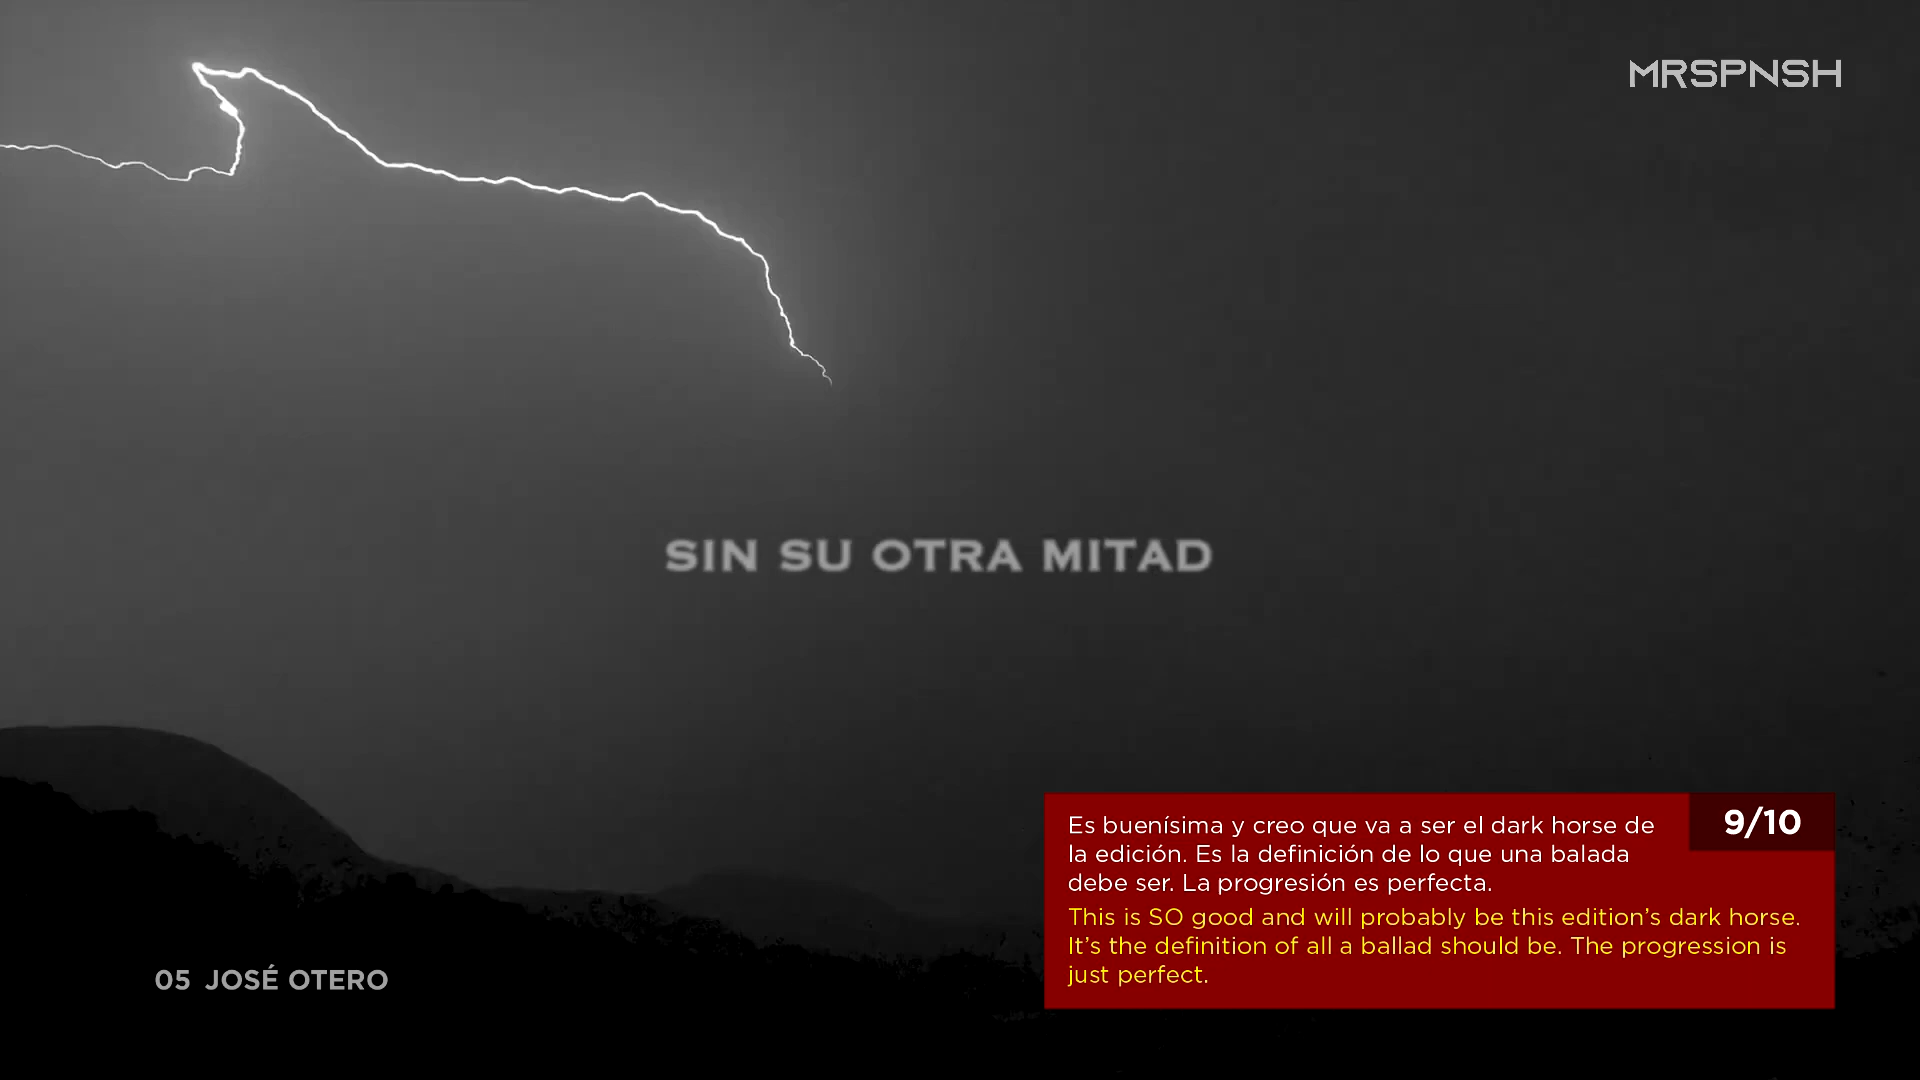 MRSPNSH
SIN SU OTRA MITAD
Es buenísima y creo que va a ser el dark horse de
la edición. Es la definición de lo que una balada
debe ser. La progresión es perfecta.
9/10
This is SO good and will probably be this edition’s dark horse.
It’s the definition of all a ballad should be. The progression is
just perfect.
05 JOSÉ OTERO